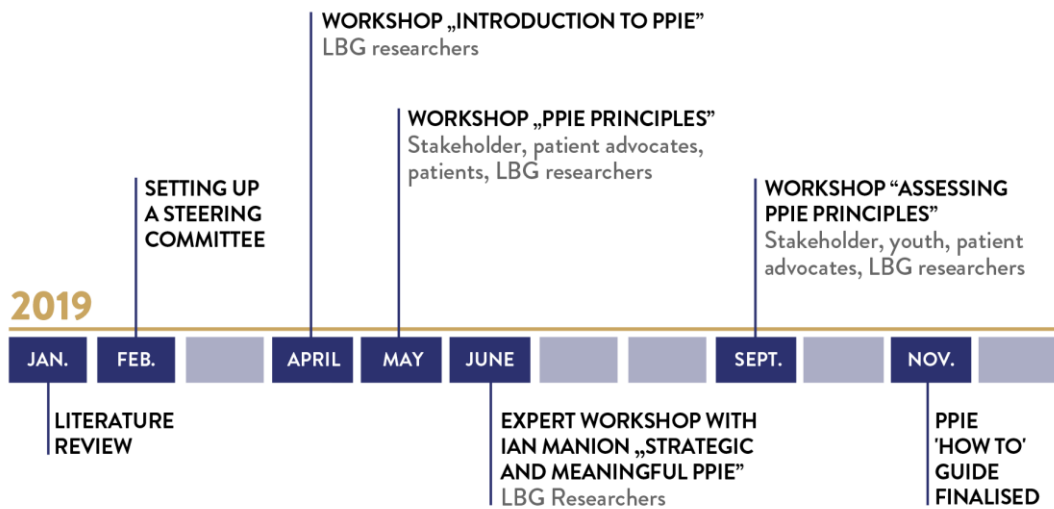 WORKSHOP „INTRODUCTION TO PPIE”
LBG researchers
WORKSHOP „PPIE PRINCIPLES”
Stakeholder, patient advocates,
patients, LBG researchers
SETTING UP
A STEERING
COMMITTEE
WORKSHOP “ASSESSING
PPIE PRINCIPLES”
Stakeholder, youth, patient
advocates, LBG researchers
2019
JAN.
FEB.
APRIL
MAY
JUNE
SEPT.
NOV.
LITERATURE
REVIEW
EXPERT WORKSHOP WITH
IAN MANION „STRATEGIC
AND MEANINGFUL PPIE”
LBG Researchers
PPIE
'HOW TO'
GUIDE
FINALISED